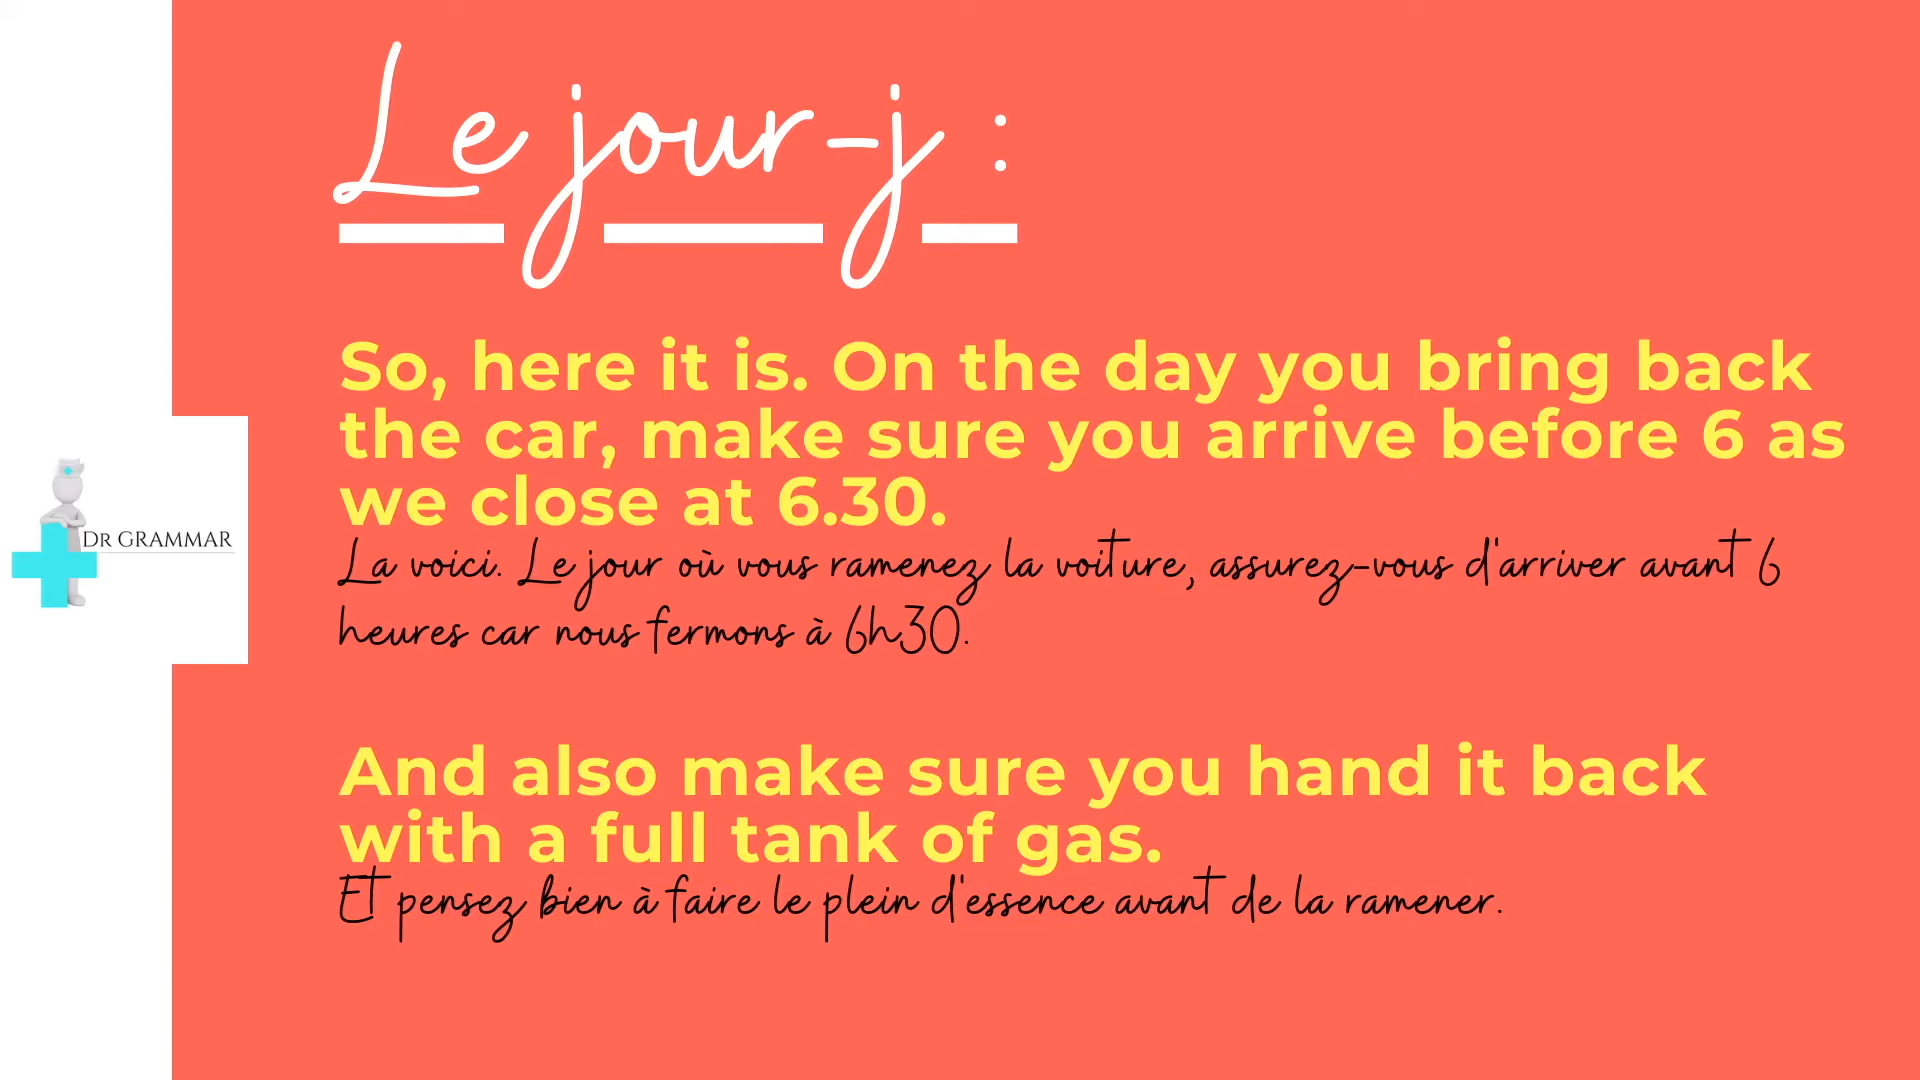 Le jour-j :
So, here it is. On the day you bring back
the car, make sure you arrive before 6 as
we close at 6.30.
La voici. Le jour où vous ramenez la voiture, assurez-vous d'arriver avant 6
heures car nous fermons à 6h30.
DR GRAMMAR
And also make sure you hand it back
with a full tank of gas.
Et pensez bien à faire le plein d'essence avant de la ramener.